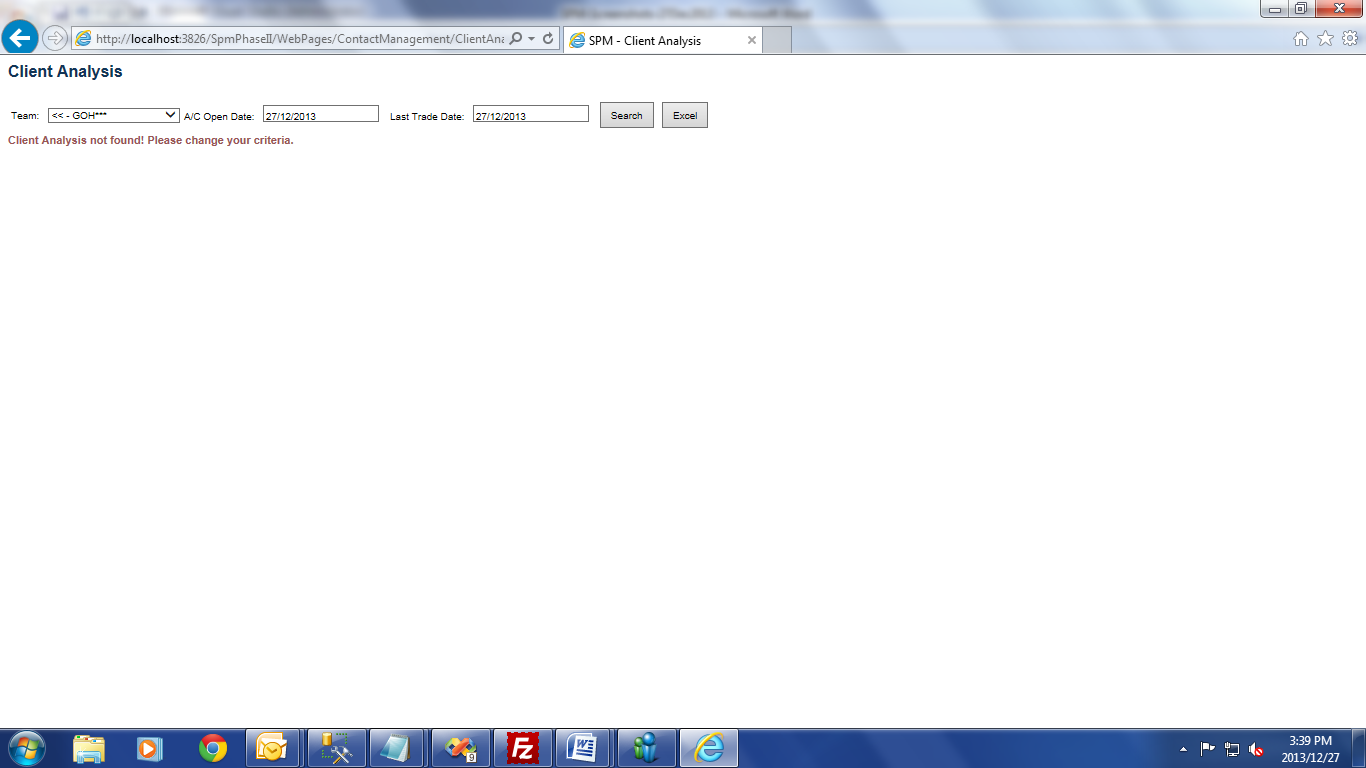 http://localhost:3826/SpmPhaseII/WebPages/ContactManagement/ClientAna
SPM - Client Analysis
Client Analysis
Team: << - GOH*** A/C Open Date: 27/12/2013 Last Trade Date: 27/12/2013 Search Excel
Client Analysis not found! Please change your criteria.
9
Fz
W
3:39 PM
2013/12/27